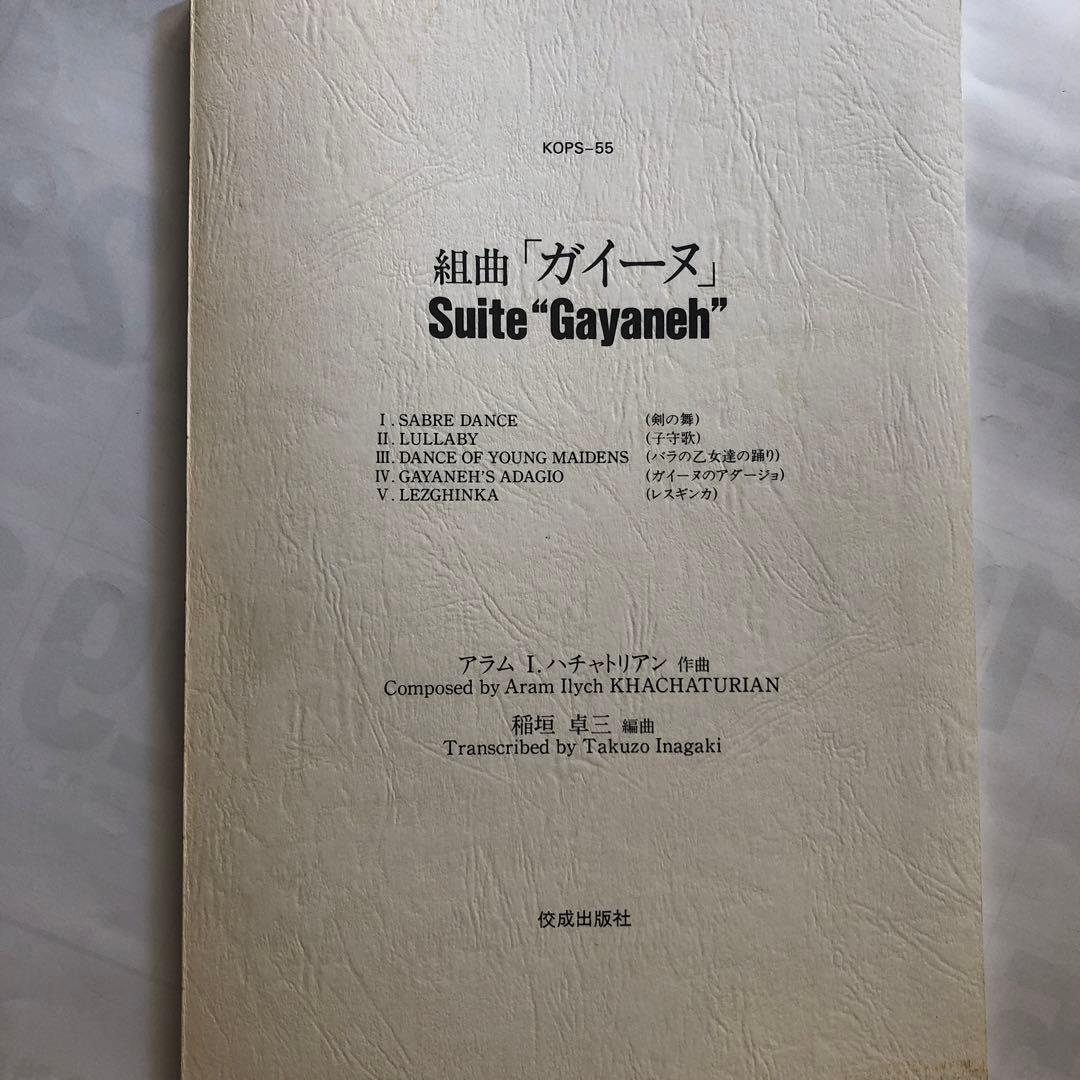 KOPS-55
組曲「ガイーヌ」
Suite “Gayaneh”
I. SABRE DANCE (剣の舞)
II. LULLABY (子守歌)
III. DANCE OF YOUNG MAIDENS (バラの乙女達の踊り)
IV. GAYANEH'S ADAGIO (ガイーヌのアダージョ)
V. LEZGHINKA (レスギンカ)
アラム I. ハチャトリアン 作曲
Composed by Aram Ilych KHACHATURIAN
稲垣 卓三 編曲
Transcribed by Takuzo Inagaki
佼成出版社